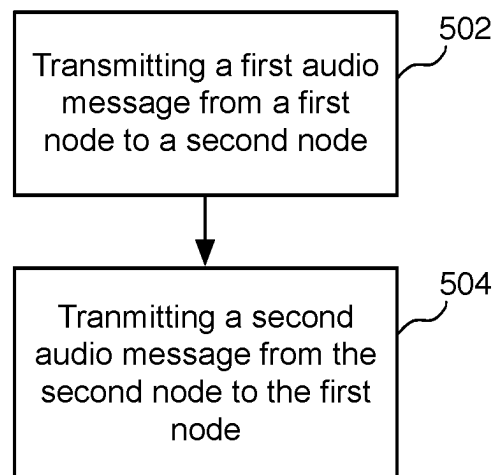 502
Transmitting a first audio
message from a first
node to a second node
504
Tranmitting a second
audio message from the
second node to the first
node